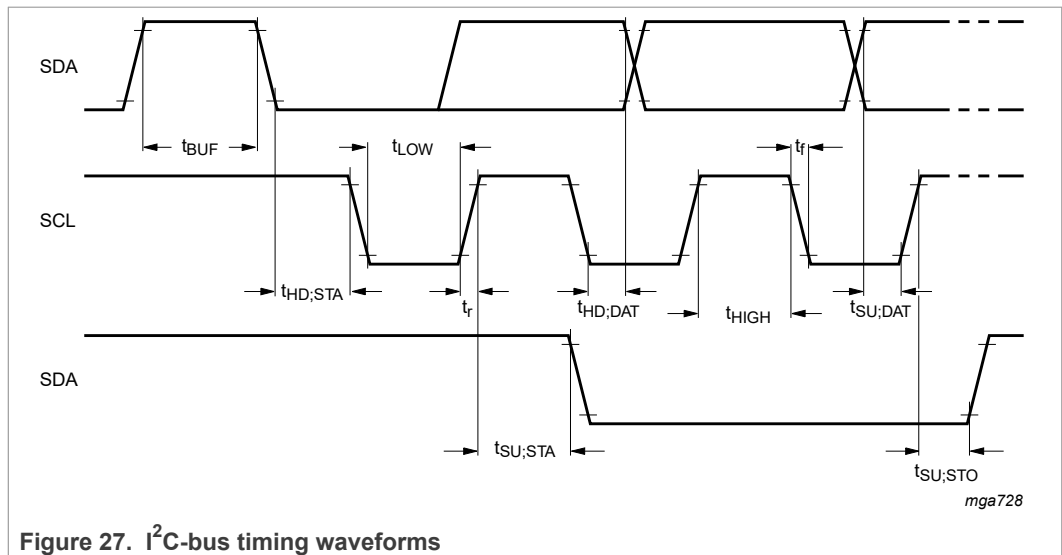 SDA
tBUF
tLOW
tf
SCL
tHD;STA
tr
tHD;DAT
tHIGH
tSU;DAT
SDA
tSU;STA
tSU;STO
mga728
Figure 27. I²C-bus timing waveforms